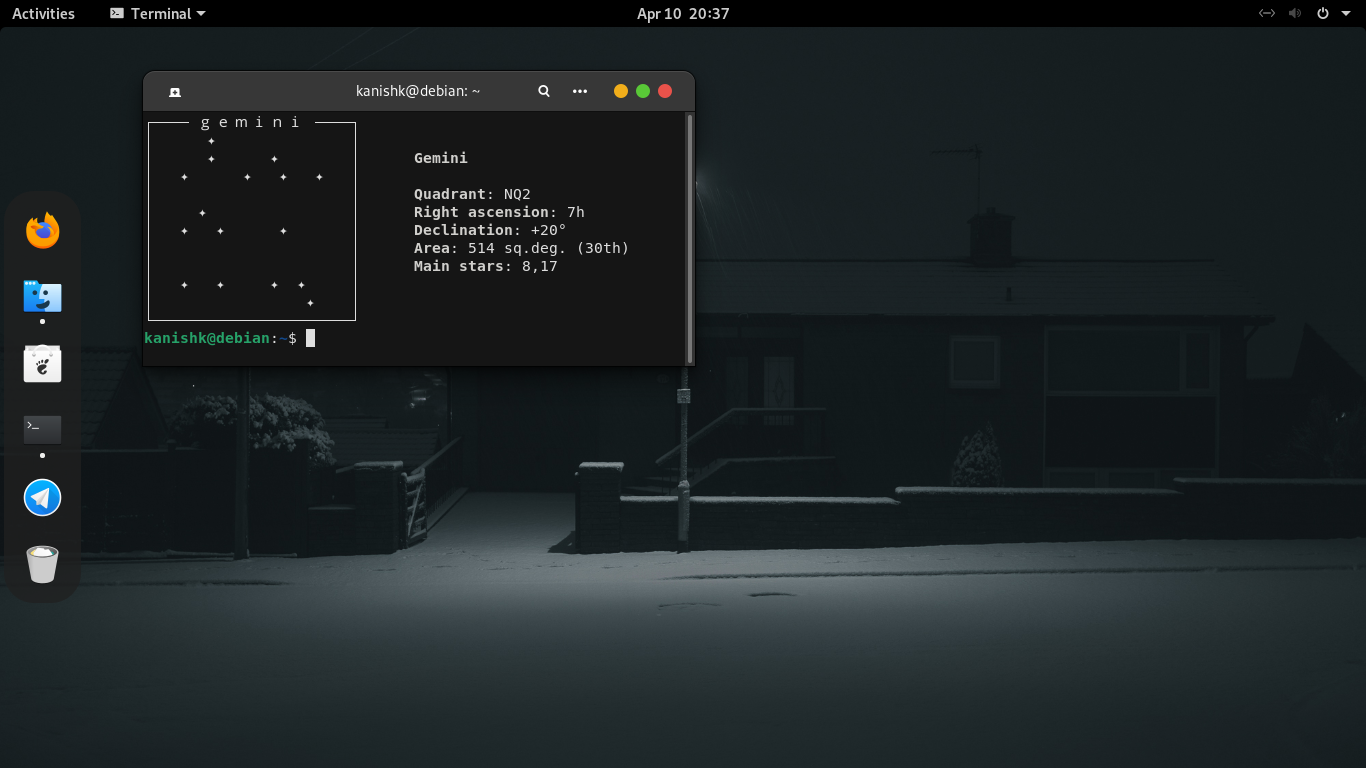 Activities
Terminal
Apr 10 20:37
kanishk@debian: ~
gemini
Gemini
Quadrant: NQ2
Right ascension: 7h
Declination: +20°
Area: 514 sq.deg. (30th)
Main stars: 8,17
kanishk@debian:~$
>_